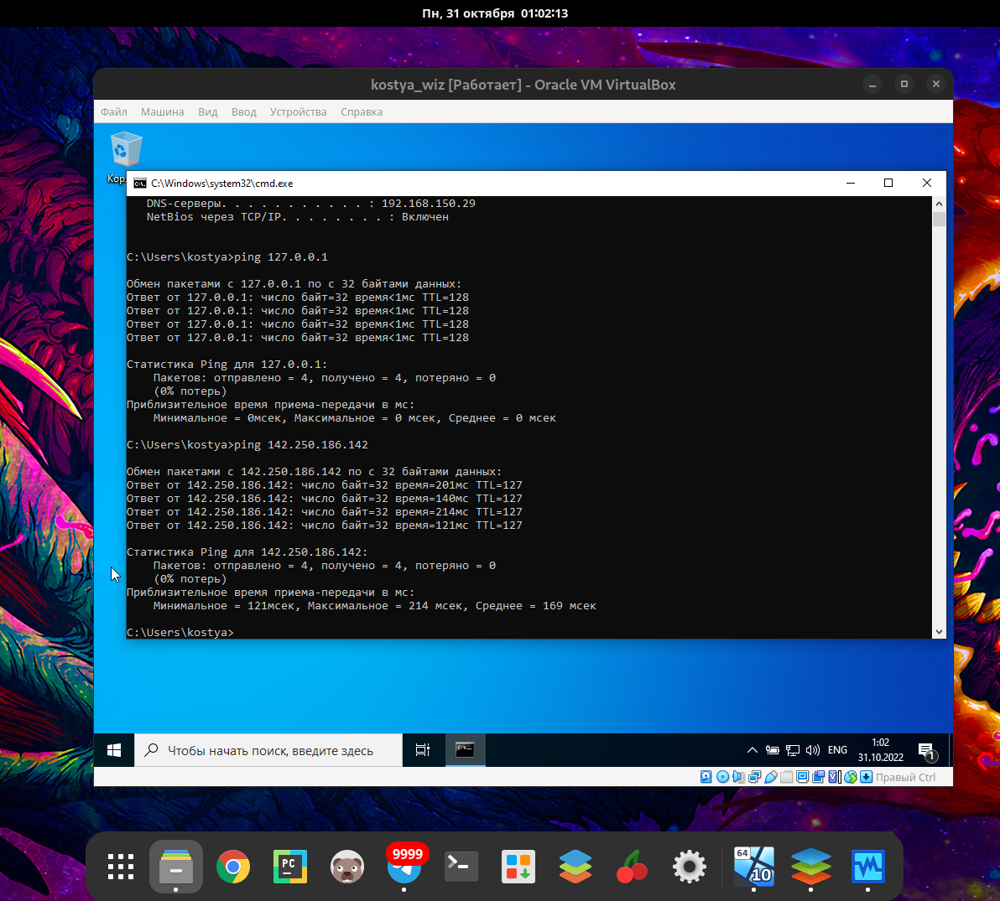 Пн, 31 октября 01:02:13
kostya_wiz [Работает] - Oracle VM VirtualBox
Файл Машина Вид Ввод Устройства Справка
C:\Windows\system32\cmd.exe
DNS-серверы. . . . . . . . . . . : 192.168.150.29
NetBios через TCP/IP. . . . . . . . : Включен
C:\Users\kostya>ping 127.0.0.1
Обмен пакетами с 127.0.0.1 по с 32 байтами данных:
Ответ от 127.0.0.1: число байт=32 время<1мс TTL=128
Ответ от 127.0.0.1: число байт=32 время<1мс TTL=128
Ответ от 127.0.0.1: число байт=32 время<1мс TTL=128
Ответ от 127.0.0.1: число байт=32 время<1мс TTL=128
Статистика Ping для 127.0.0.1:
Пакетов: отправлено = 4, получено = 4, потеряно = 0
(0% потерь)
Приблизительное время приема-передачи в мс:
Минимальное = 0мсек, Максимальное = 0 мсек, Среднее = 0 мсек
C:\Users\kostya>ping 142.250.186.142
Обмен пакетами с 142.250.186.142 по с 32 байтами данных:
Ответ от 142.250.186.142: число байт=32 время=201мс TTL=127
Ответ от 142.250.186.142: число байт=32 время=140мс TTL=127
Ответ от 142.250.186.142: число байт=32 время=214мс TTL=127
Ответ от 142.250.186.142: число байт=32 время=121мс TTL=127
Статистика Ping для 142.250.186.142:
Пакетов: отправлено = 4, получено = 4, потеряно = 0
(0% потерь)
Приблизительное время приема-передачи в мс:
Минимальное = 121мсек, Максимальное = 214 мсек, Среднее = 169 мсек
C:\Users\kostya>
Чтобы начать поиск, введите здесь
ENG
1:02
31.10.2022
1
Правый Ctrl
PC
9999
64
10